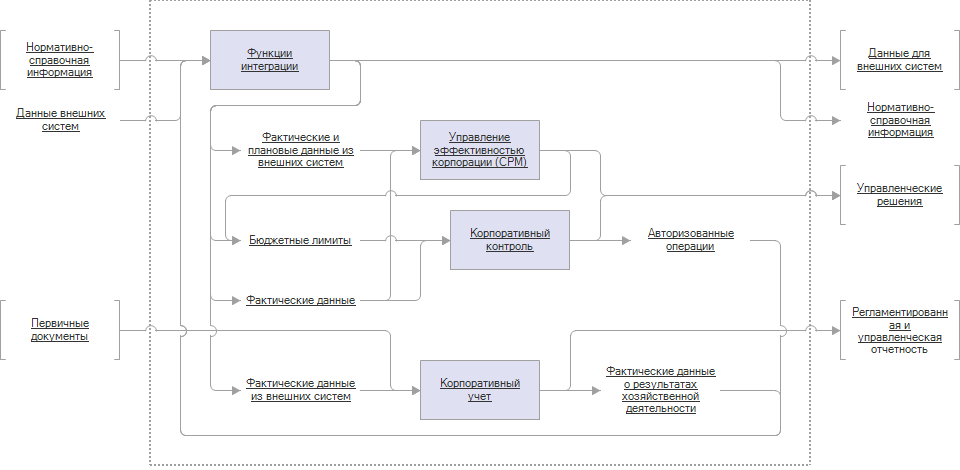 Нормативно-
справочная
информация
Функции
интеграции
Данные для
внешних систем
Данные внешних
систем
Нормативно-
справочная
информация
Фактические и
плановые данные из
внешних систем
Управление
эффективностью
корпорации (CPM)
Управленческие
решения
Бюджетные лимиты
Корпоративный
контроль
Авторизованные
операции
Фактические данные
Первичные
документы
Регламентированн
ая и
управленческая
отчетность
Фактические данные
из внешних систем
Корпоративный
учет
Фактические данные
о результатах
хозяйственной
деятельности